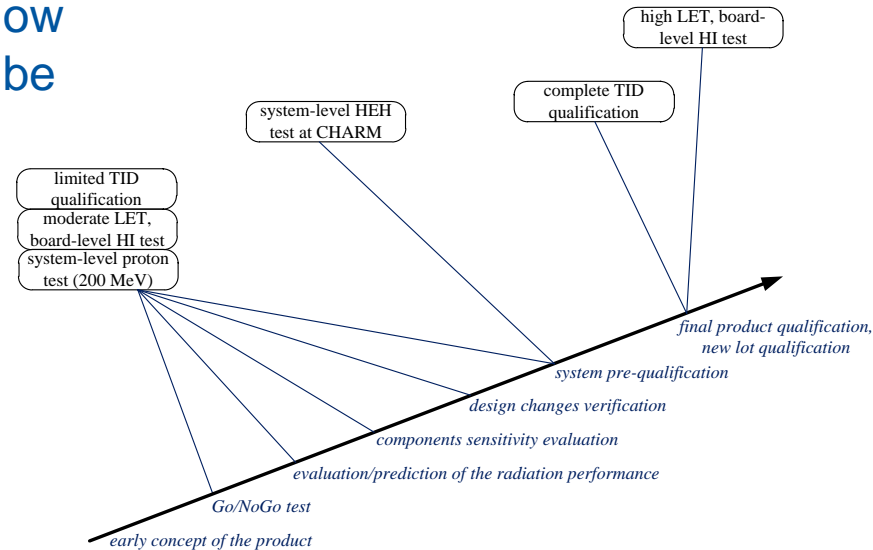 ow
be
high LET, board-
level HI test
complete TID
qualification
system-level HEH
test at CHARM
limited TID
qualification
moderate LET,
board-level HI test
system-level proton
test (200 MeV)
final product qualification,
new lot qualification
system pre-qualification
design changes verification
components sensitivity evaluation
evaluation/prediction of the radiation performance
Go/NoGo test
early concept of the product